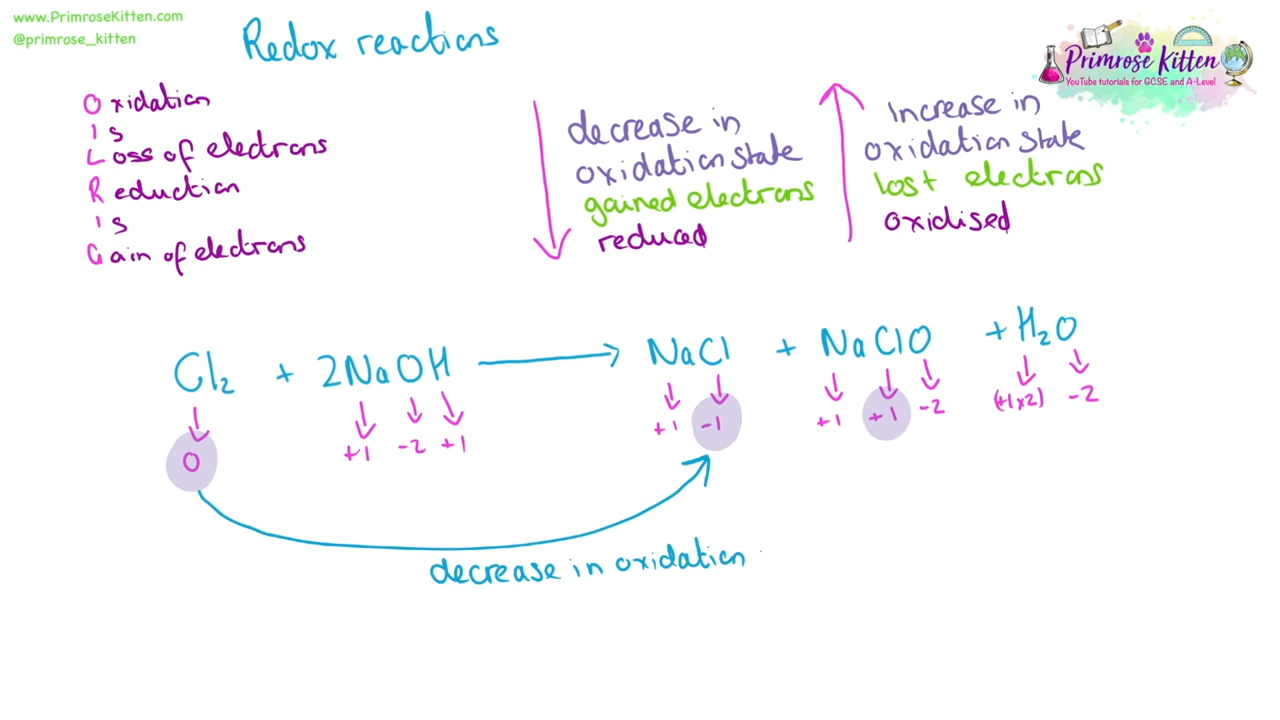 www.PrimroseKitten.com
@primrose_kitten
Redox reactions
Primrose Kitten
YouTube tutorials for GCSE and A-Level
Oxidation
Is
Loss of electrons
Reduction
Is
Gain of electrons
decrease in
oxidation state
gained electrons
reduced
Increase in
oxidation state
lost electrons
oxidised
Cl₂ + 2NaOH → NaCl + NaClO + H₂O
0 +1 -2 +1 +1 -1 +1 +1 -2 (+1x2) -2
decrease in oxidation